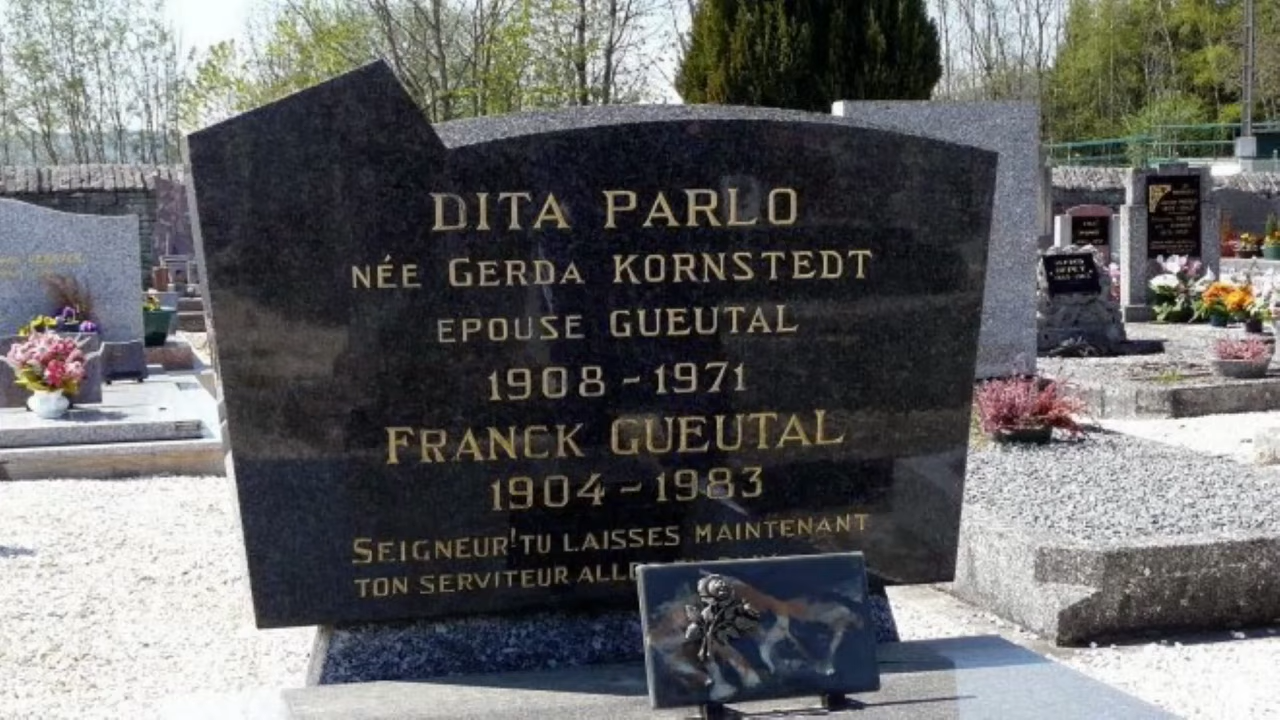 DITA PARLO
NÉE GERDA KORNSTEDT
EPOUSE GUEUTAL
1908 - 1971
FRANCK GUEUTAL
1904 - 1983
SEIGNEUR! TU LAISSES MAINTENANT
TON SERVITEUR